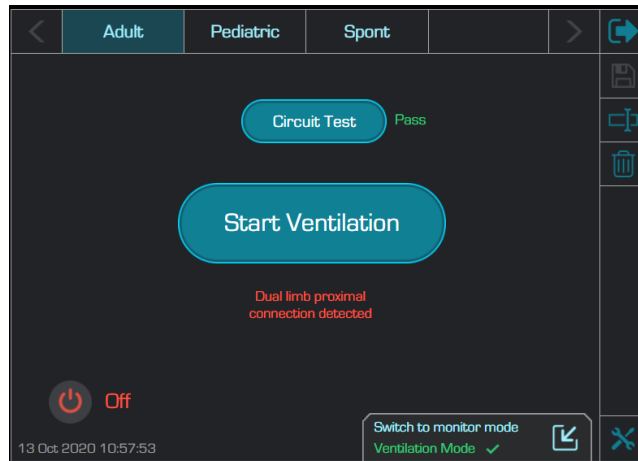 Adult Pediatric Spont
Circuit Test Pass
Start Ventilation
Dual limb proximal
connection detected
Off
Switch to monitor mode
Ventilation Mode
13 Oct 2020 10:57:53